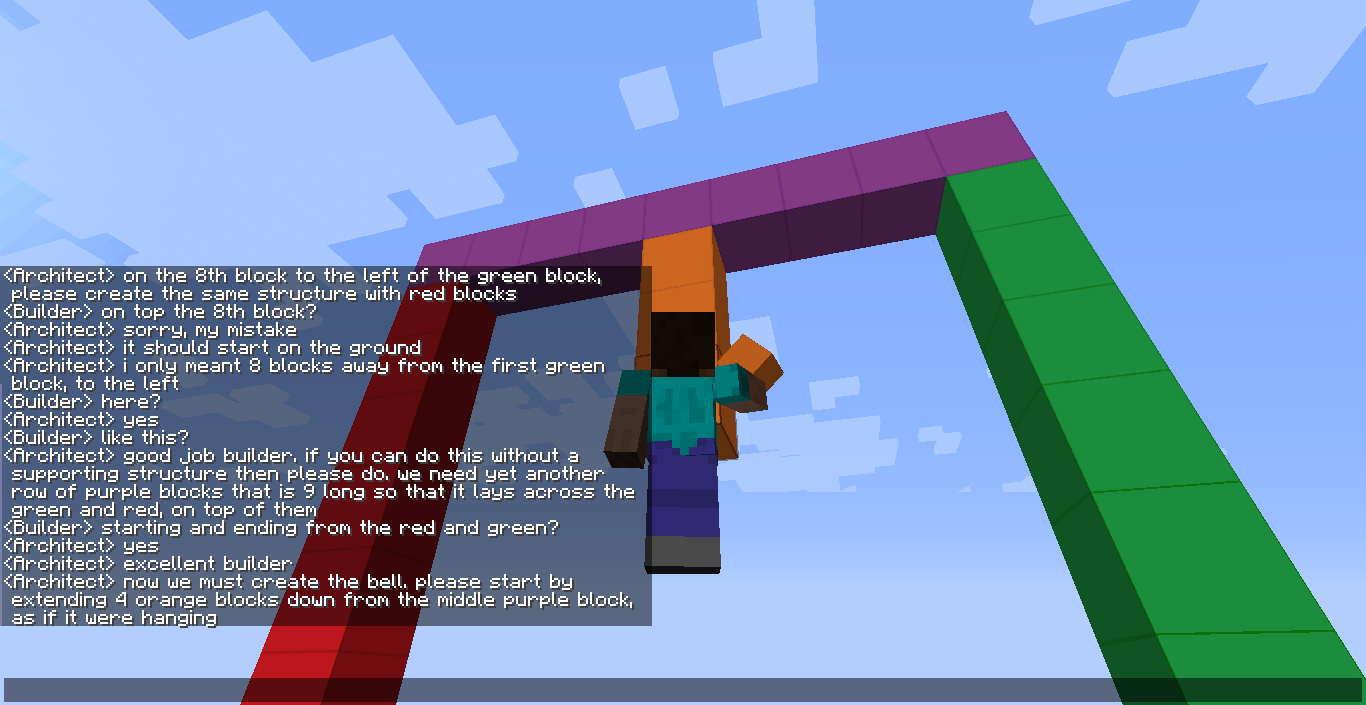 <Architect> on the 8th block to the left of the green block,
please create the same structure with red blocks
<Builder> on top the 8th block?
<Architect> sorry, my mistake
<Architect> it should start on the ground
<Architect> i only meant 8 blocks away from the first green
block, to the left
<Builder> here?
<Architect> yes
<Builder> like this?
<Architect> good job builder. if you can do this without a
supporting structure then please do. we need yet another
row of purple blocks that is 9 long so that it lays across the
green and red, on top of them
<Builder> starting and ending from the red and green?
<Architect> yes
<Architect> excellent builder
<Architect> now we must create the bell. please start by
extending 4 orange blocks down from the middle purple block,
as if it were hanging